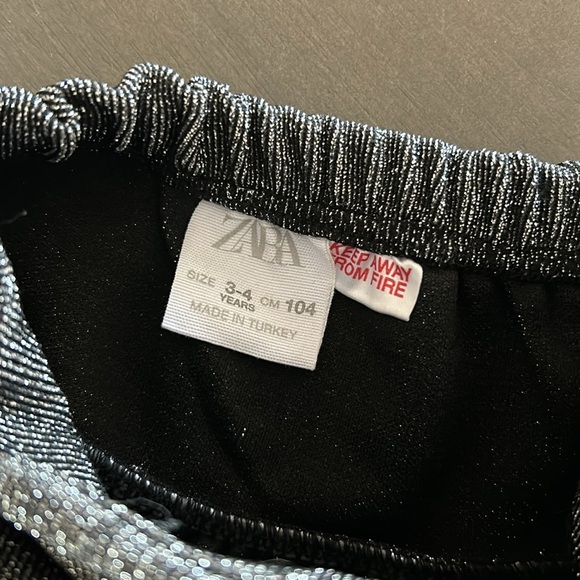 ZARA
SIZE 3-4 YEARS CM 104
MADE IN TURKEY
KEEP AWAY
FROM FIRE